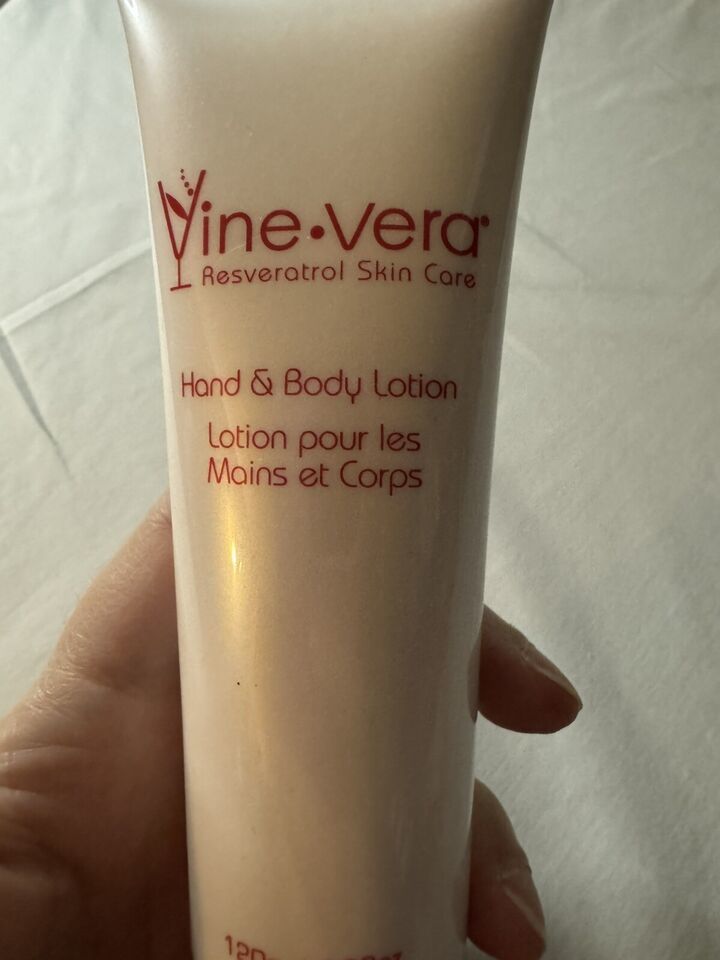 Vine•vera
Resveratrol Skin Care
Hand & Body Lotion
Lotion pour les
Mains et Corps